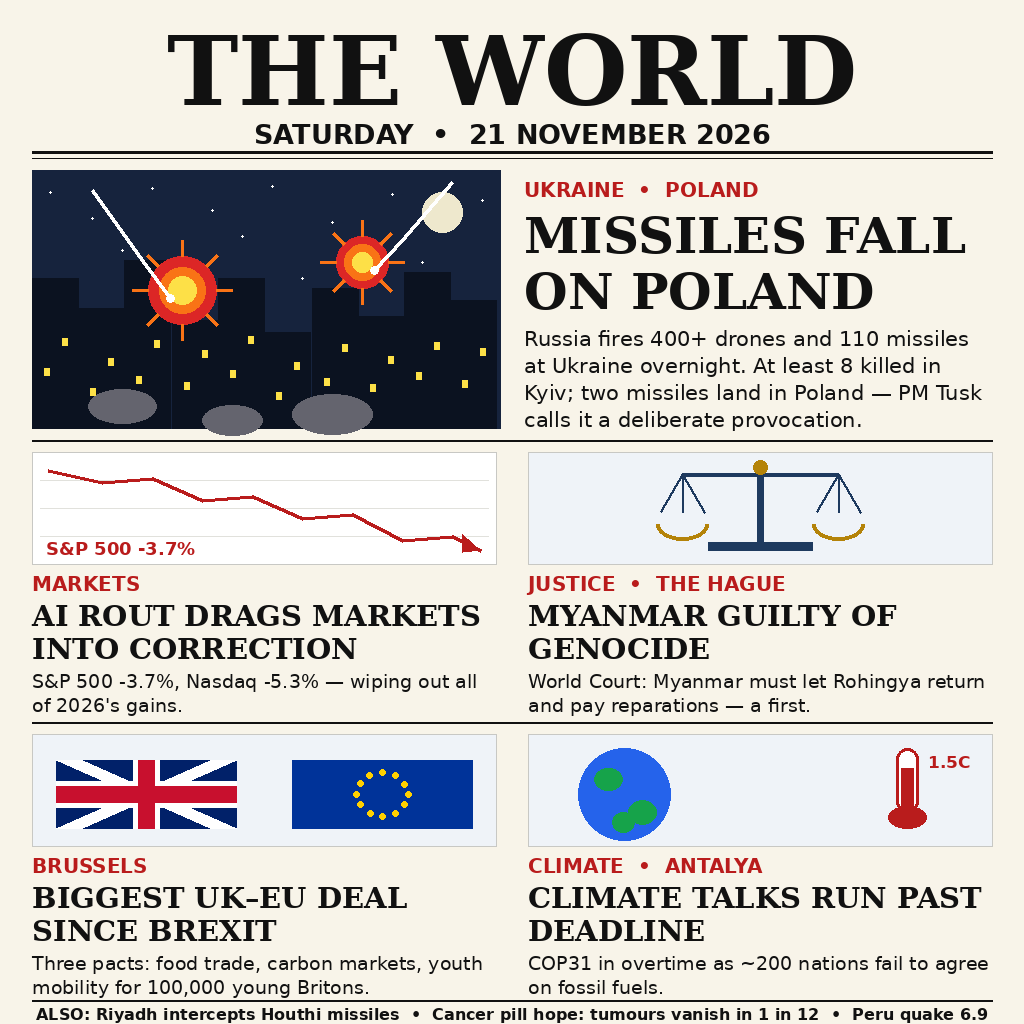 THE WORLD
SATURDAY • 21 NOVEMBER 2026
UKRAINE • POLAND
MISSILES FALL
ON POLAND
Russia fires 400+ drones and 110 missiles
at Ukraine overnight. At least 8 killed in
Kyiv; two missiles land in Poland — PM Tusk
calls it a deliberate provocation.
S&P 500 -3.7%
MARKETS
AI ROUT DRAGS MARKETS
INTO CORRECTION
S&P 500 -3.7%, Nasdaq -5.3% — wiping out all
of 2026's gains.
JUSTICE • THE HAGUE
MYANMAR GUILTY OF
GENOCIDE
World Court: Myanmar must let Rohingya return
and pay reparations — a first.
BRUSSELS
BIGGEST UK–EU DEAL
SINCE BREXIT
Three pacts: food trade, carbon markets, youth
mobility for 100,000 young Britons.
1.5C
CLIMATE • ANTALYA
CLIMATE TALKS RUN PAST
DEADLINE
COP31 in overtime as ~200 nations fail to agree
on fossil fuels.
ALSO: Riyadh intercepts Houthi missiles • Cancer pill hope: tumours vanish in 1 in 12 • Peru quake 6.9